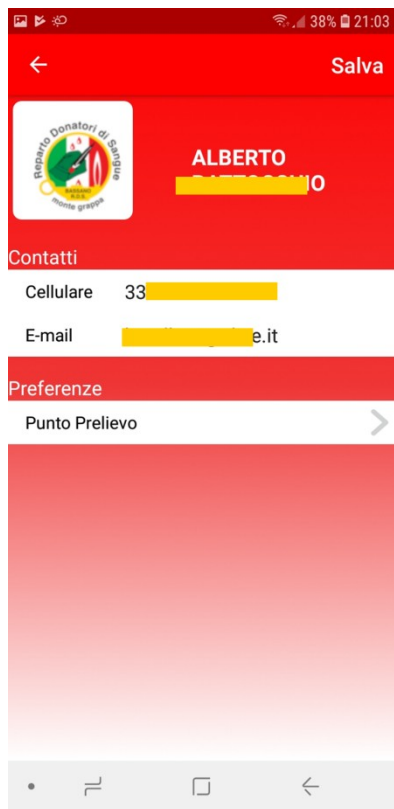 38% 21:03
Salva
Reparto Donatori di Sangue
BASSANO
R.D.S.
monte grappa
ALBERTO
IO
Contatti
Cellulare 33
E-mail e.it
Preferenze
Punto Prelievo